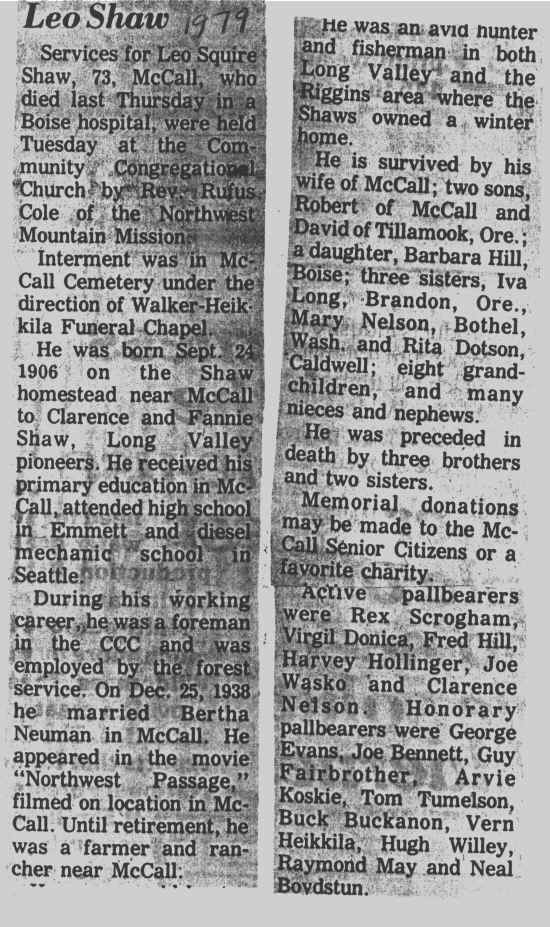 Leo Shaw 1979
Services for Leo Squire
Shaw, 73, McCall, who
died last Thursday in a
Boise hospital, were held
Tuesday at the Com-
munity Congregational
Church by Rev. Rufus
Cole of the Northwest
Mountain Mission.
Interment was in Mc-
Call Cemetery under the
direction of Walker-Heik-
kila Funeral Chapel.
He was born Sept. 24
1906 on the Shaw
homestead near McCall
to Clarence and Fannie
Shaw, Long Valley
pioneers. He received his
primary education in Mc-
Call, attended high school
in Emmett and diesel
mechanic school in
Seattle.
During his working
career, he was a foreman
in the CCC and was
employed by the forest
service. On Dec. 25, 1938
he married Bertha
Neuman in McCall. He
appeared in the movie
"Northwest Passage,"
filmed on location in Mc-
Call. Until retirement, he
was a farmer and ran-
cher near McCall.
He was an avid hunter
and fisherman in both
Long Valley and the
Riggins area where the
Shaws owned a winter
home.
He is survived by his
wife of McCall; two sons,
Robert of McCall and
David of Tillamook, Ore.;
a daughter, Barbara Hill,
Boise; three sisters, Iva
Long, Brandon, Ore.,
Mary Nelson, Bothel,
Wash. and Rita Dotson,
Caldwell; eight grand-
children, and many
nieces and nephews.
He was preceded in
death by three brothers
and two sisters.
Memorial donations
may be made to the Mc-
Call Senior Citizens or a
favorite charity.
Active pallbearers
were Rex Scrogham,
Virgil Donica, Fred Hill,
Harvey Hollinger, Joe
Wasko and Clarence
Nelson Honorary
pallbearers were George
Evans, Joe Bennett, Guy
Fairbrother, Arvie
Koskie, Tom Tumelson,
Buck Buckanon, Vern
Heikkila, Hugh Willey,
Raymond May and Neal
Boydstun.